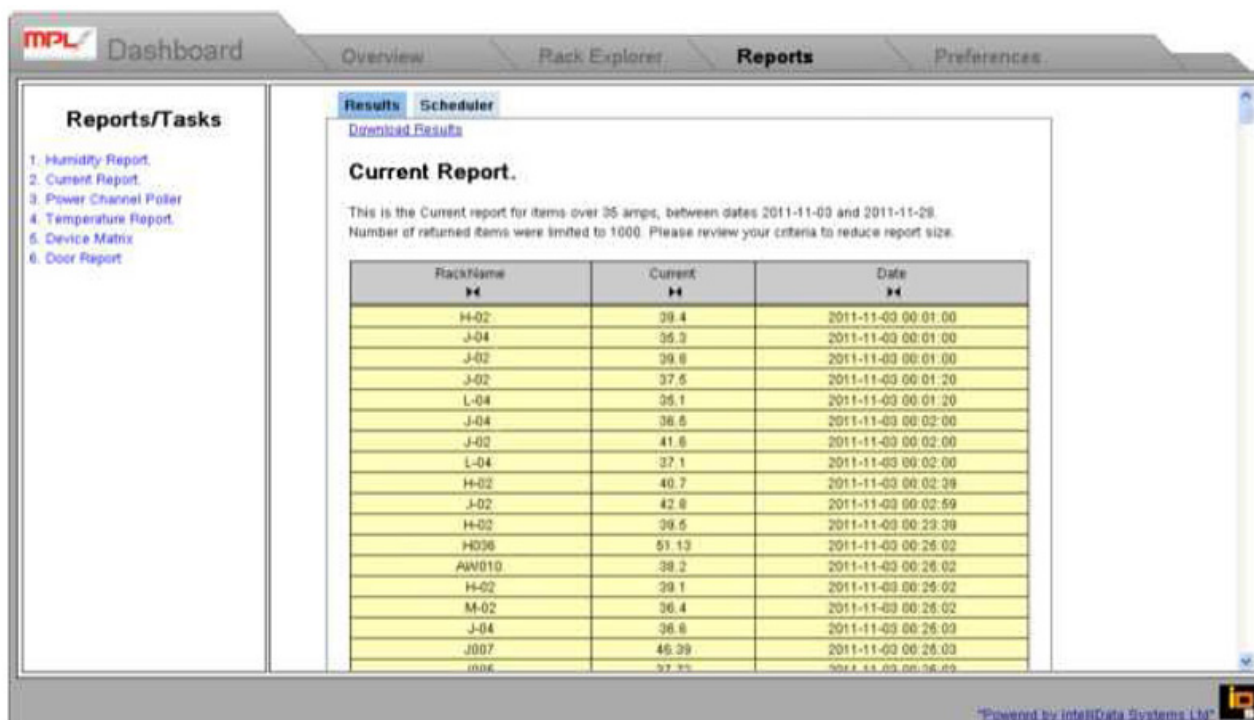 MPL Dashboard
Overview
Rack Explorer
Reports
Preferences
Reports/Tasks
1. Humidity Report.
2. Current Report.
3. Power Channel Poller
4. Temperature Report.
5. Device Matrix
6. Door Report
Results Scheduler
Download Results
Current Report.
This is the Current report for items over 35 amps, between dates 2011-11-03 and 2011-11-28.
Number of returned items were limited to 1000. Please review your criteria to reduce report size.
RackName Current Date
H-02 39.4 2011-11-03 00:01:00
J-04 35.3 2011-11-03 00:01:00
J-02 39.8 2011-11-03 00:01:00
J-02 37.5 2011-11-03 00:01:20
L-04 35.1 2011-11-03 00:01:20
J-04 36.5 2011-11-03 00:02:00
J-02 41.6 2011-11-03 00:02:00
L-04 37.1 2011-11-03 00:02:00
H-02 40.7 2011-11-03 00:02:39
J-02 42.8 2011-11-03 00:02:59
H-02 39.5 2011-11-03 00:23:39
H036 51.13 2011-11-03 00:26:02
AW010 38.2 2011-11-03 00:26:02
H-02 39.1 2011-11-03 00:26:02
M-02 36.4 2011-11-03 00:26:02
J-04 36.6 2011-11-03 00:26:03
J007 46.39 2011-11-03 00:26:03
"Powered by IntelliData Systems Ltd"